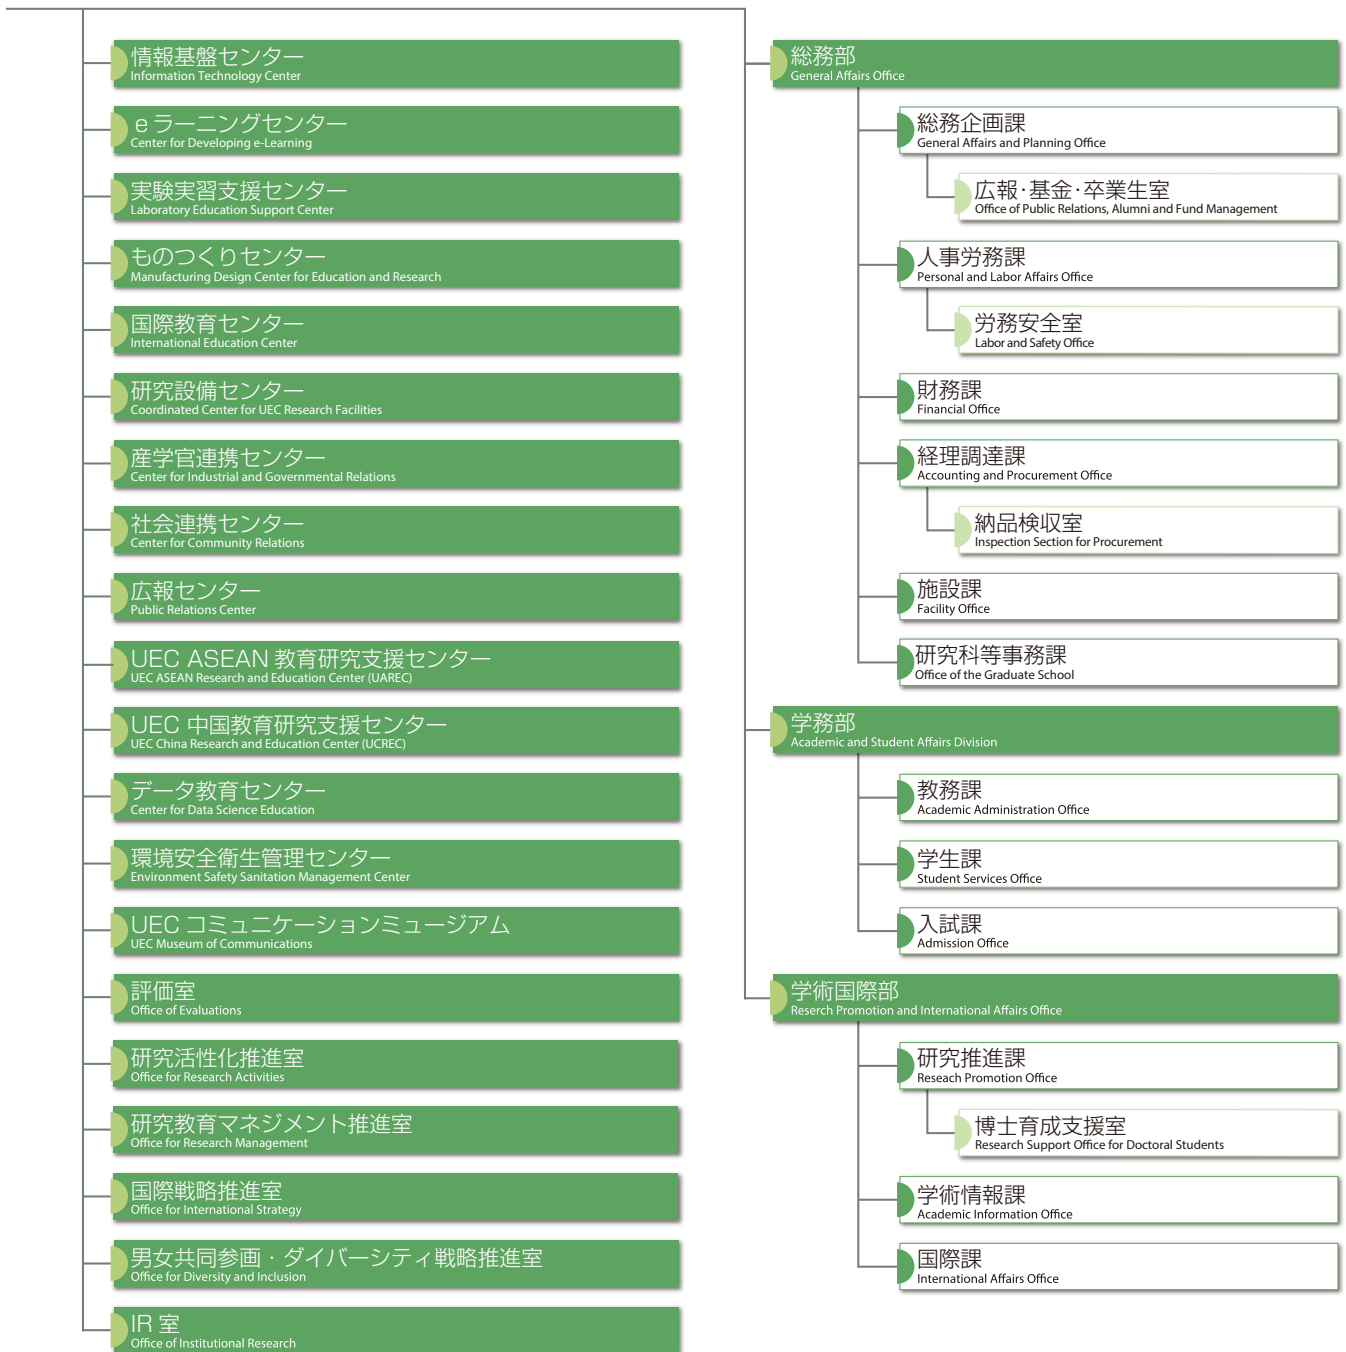 情報基盤センター
Information Technology Center
eラーニングセンター
Center for Developing e-Learning
実験実習支援センター
Laboratory Education Support Center
ものつくりセンター
Manufacturing Design Center for Education and Research
国際教育センター
International Education Center
研究設備センター
Coordinated Center for UEC Research Facilities
産学官連携センター
Center for Industrial and Governmental Relations
社会連携センター
Center for Community Relations
広報センター
Public Relations Center
UEC ASEAN 教育研究支援センター
UEC ASEAN Research and Education Center (UAREC)
UEC 中国教育研究支援センター
UEC China Research and Education Center (UCREC)
データ教育センター
Center for Data Science Education
環境安全衛生管理センター
Environment Safety Sanitation Management Center
UEC コミュニケーションミュージアム
UEC Museum of Communications
評価室
Office of Evaluations
研究活性化推進室
Office for Research Activities
研究教育マネジメント推進室
Office for Research Management
国際戦略推進室
Office for International Strategy
男女共同参画・ダイバーシティ戦略推進室
Office for Diversity and Inclusion
IR 室
Office of Institutional Research
総務部
General Affairs Office
総務企画課
General Affairs and Planning Office
広報・基金・卒業生室
Office of Public Relations, Alumni and Fund Management
人事労務課
Personal and Labor Affairs Office
労務安全室
Labor and Safety Office
財務課
Financial Office
経理調達課
Accounting and Procurement Office
納品検収室
Inspection Section for Procurement
施設課
Facility Office
研究科等事務課
Office of the Graduate School
学務部
Academic and Student Affairs Division
教務課
Academic Administration Office
学生課
Student Services Office
入試課
Admission Office
学術国際部
Reserch Promotion and International Affairs Office
研究推進課
Reseach Promotion Office
博士育成支援室
Research Support Office for Doctoral Students
学術情報課
Academic Information Office
国際課
International Affairs Office